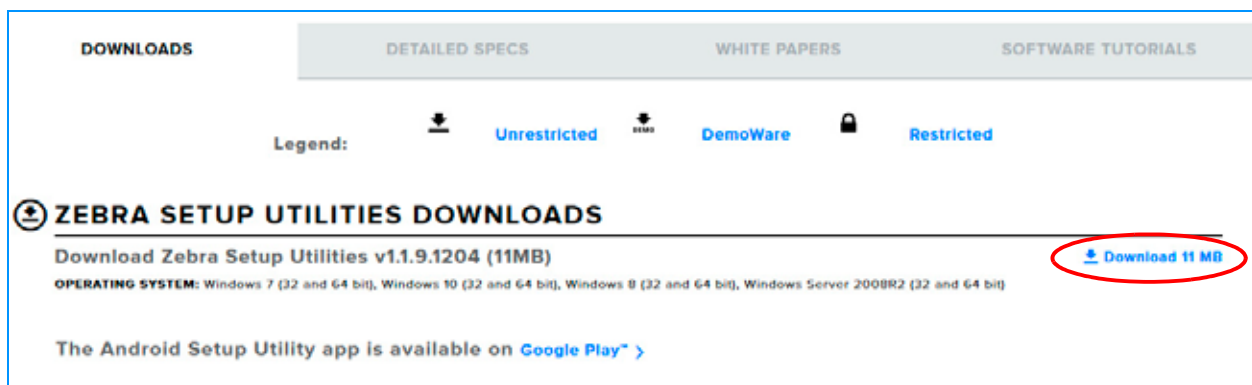 DOWNLOADS DETAILED SPECS WHITE PAPERS SOFTWARE TUTORIALS
Legend: Unrestricted DEMO DemoWare Restricted
ZEBRA SETUP UTILITIES DOWNLOADS
Download Zebra Setup Utilities v1.1.9.1204 (11MB) Download 11 MB
OPERATING SYSTEM: Windows 7 (32 and 64 bit), Windows 10 (32 and 64 bit), Windows 8 (32 and 64 bit), Windows Server 2008R2 (32 and 64 bit)
The Android Setup Utility app is available on Google Play™ >